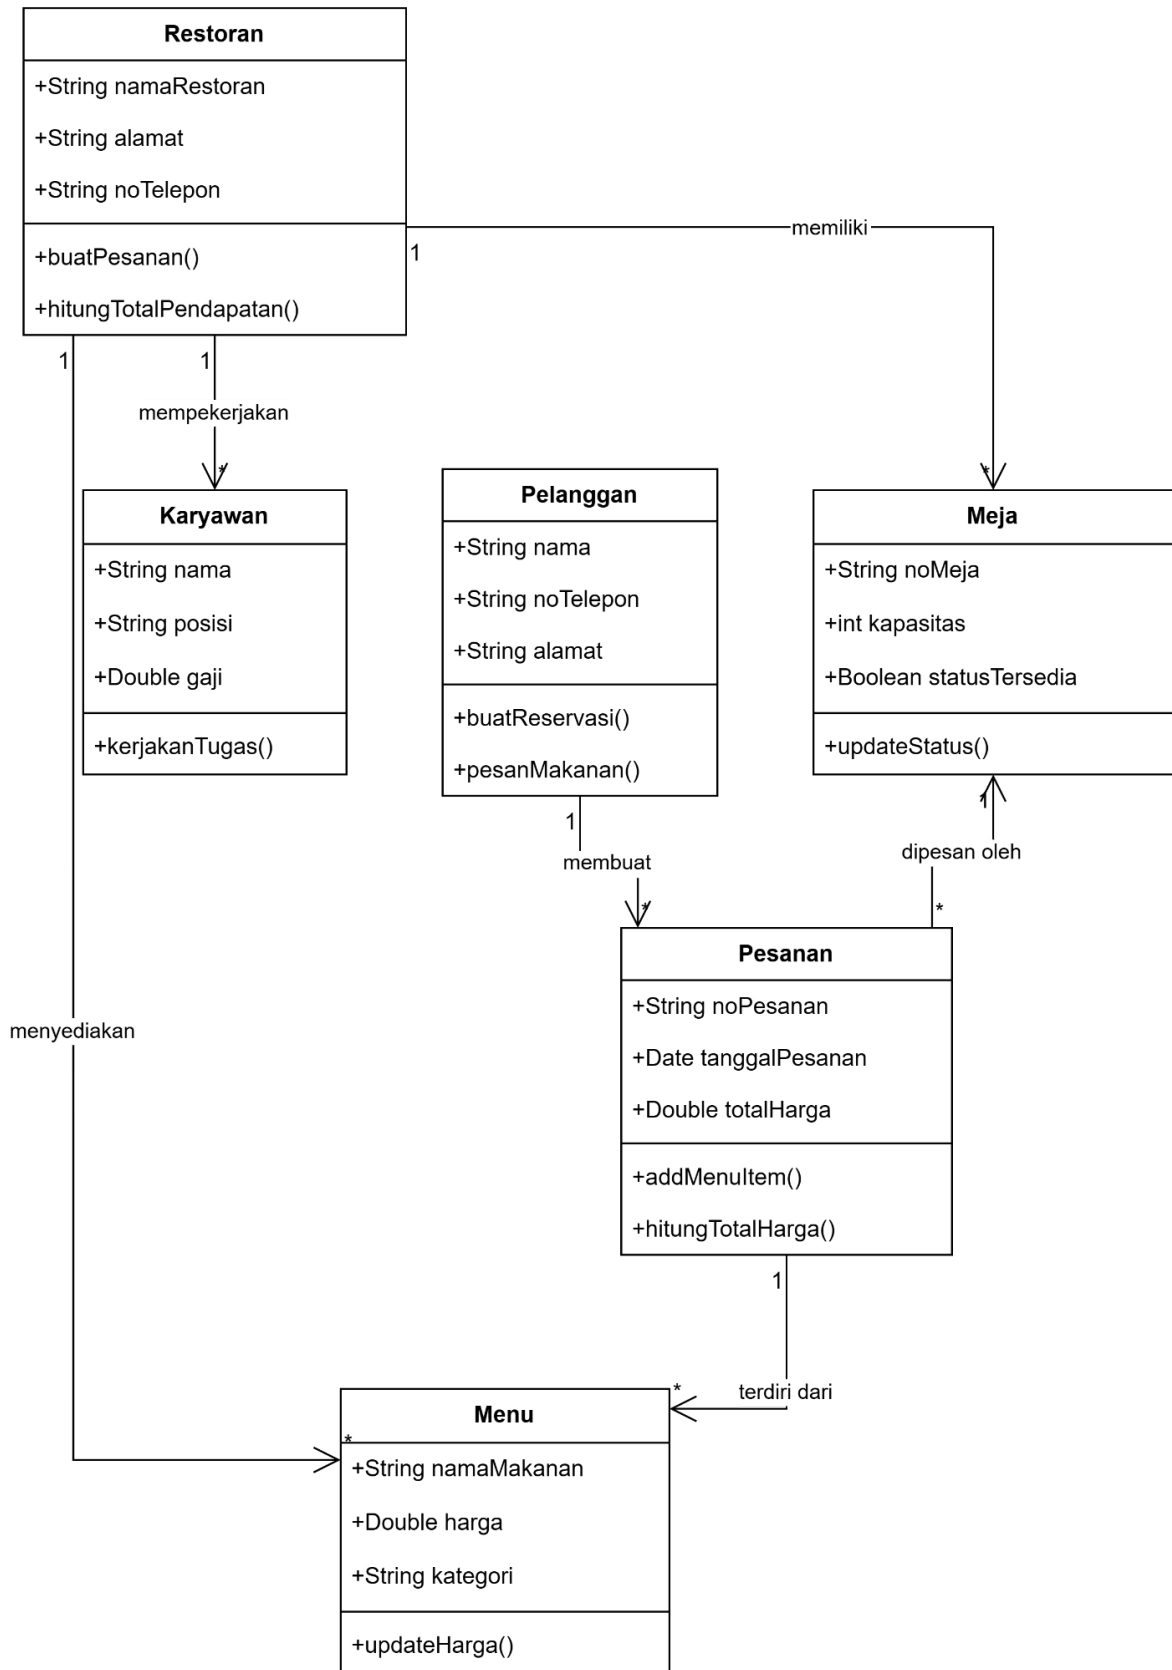 Restoran
+String namaRestoran
+String alamat
+String noTelepon
+buatPesanan()
+hitungTotalPendapatan()
1
memiliki
1
1
mempekerjakan
*
*
Karyawan
+String nama
+String posisi
+Double gaji
+kerjakanTugas()
Pelanggan
+String nama
+String noTelepon
+String alamat
+buatReservasi()
+pesanMakanan()
Meja
+String noMeja
+int kapasitas
+Boolean statusTersedia
+updateStatus()
1
membuat
*
1
dipesan oleh
*
Pesanan
+String noPesanan
+Date tanggalPesanan
+Double totalHarga
+addMenuItem()
+hitungTotalHarga()
menyediakan
1
terdiri dari
*
*
Menu
+String namaMakanan
+Double harga
+String kategori
+updateHarga()